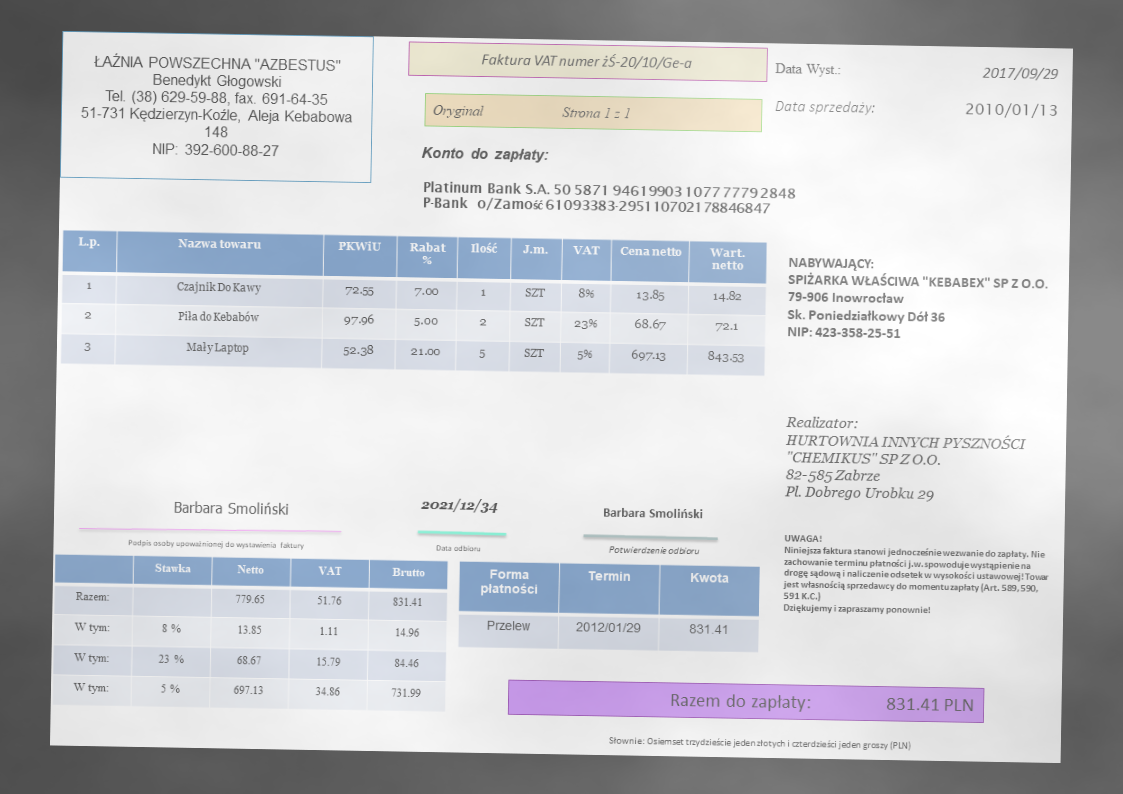 ŁAŹNIA POWSZECHNA "AZBESTUS"
Benedykt Głogowski
Tel. (38) 629-59-88, fax. 691-64-35
51-731 Kędzierzyn-Koźle, Aleja Kebabowa
148
NIP: 392-600-88-27
Faktura VAT numer żŚ-20/10/Ge-a
Oryginał Strona 1 z 1
Data Wyst.: 2017/09/29
Data sprzedaży: 2010/01/13
Konto do zapłaty:
Platinum Bank S.A. 50 5871 9461 9903 1077 7779 2848
P-Bank o/Zamość 61093383-295110702178846847
L.p. Nazwa towaru PKWiU Rabat % Ilość J.m. VAT Cena netto Wart. netto
1 Czajnik Do Kawy 72.55 7.00 1 SZT 8% 13.85 14.82
2 Piła do Kebabów 97.96 5.00 2 SZT 23% 68.67 72.1
3 Mały Laptop 52.38 21.00 5 SZT 5% 697.13 843.53
NABYWAJĄCY:
SPIŻARKA WŁAŚCIWA "KEBABEX" SP Z O.O.
79-906 Inowrocław
Sk. Poniedziałkowy Dół 36
NIP: 423-358-25-51
Realizator:
HURTOWNIA INNYCH PYSZNOŚCI
"CHEMIKUS" SP Z O.O.
82-585 Zabrze
Pl. Dobrego Urobku 29
Barbara Smoliński
Podpis osoby upoważnionej do wystawienia faktury
2021/12/34
Data odbioru
Barbara Smoliński
Potwierdzenie odbioru
UWAGA!
Niniejsza faktura stanowi jednocześnie wezwanie do zapłaty. Nie
zachowanie terminu płatności j.w. spowoduje wystąpienie na
drogę sądową i naliczenie odsetek w wysokości ustawowej! Towar
jest własnością sprzedawcy do momentu zapłaty (Art. 589, 590,
591 K.C.)
Dziękujemy i zapraszamy ponownie!
Stawka Netto VAT Brutto
Razem: 779.65 51.76 831.41
W tym: 8 % 13.85 1.11 14.96
W tym: 23 % 68.67 15.79 84.46
W tym: 5 % 697.13 34.86 731.99
Forma płatności Termin Kwota
Przelew 2012/01/29 831.41
Razem do zapłaty: 831.41 PLN
Słownie: Osiemset trzydzieście jeden złotych i czterdzieści jeden groszy (PLN)